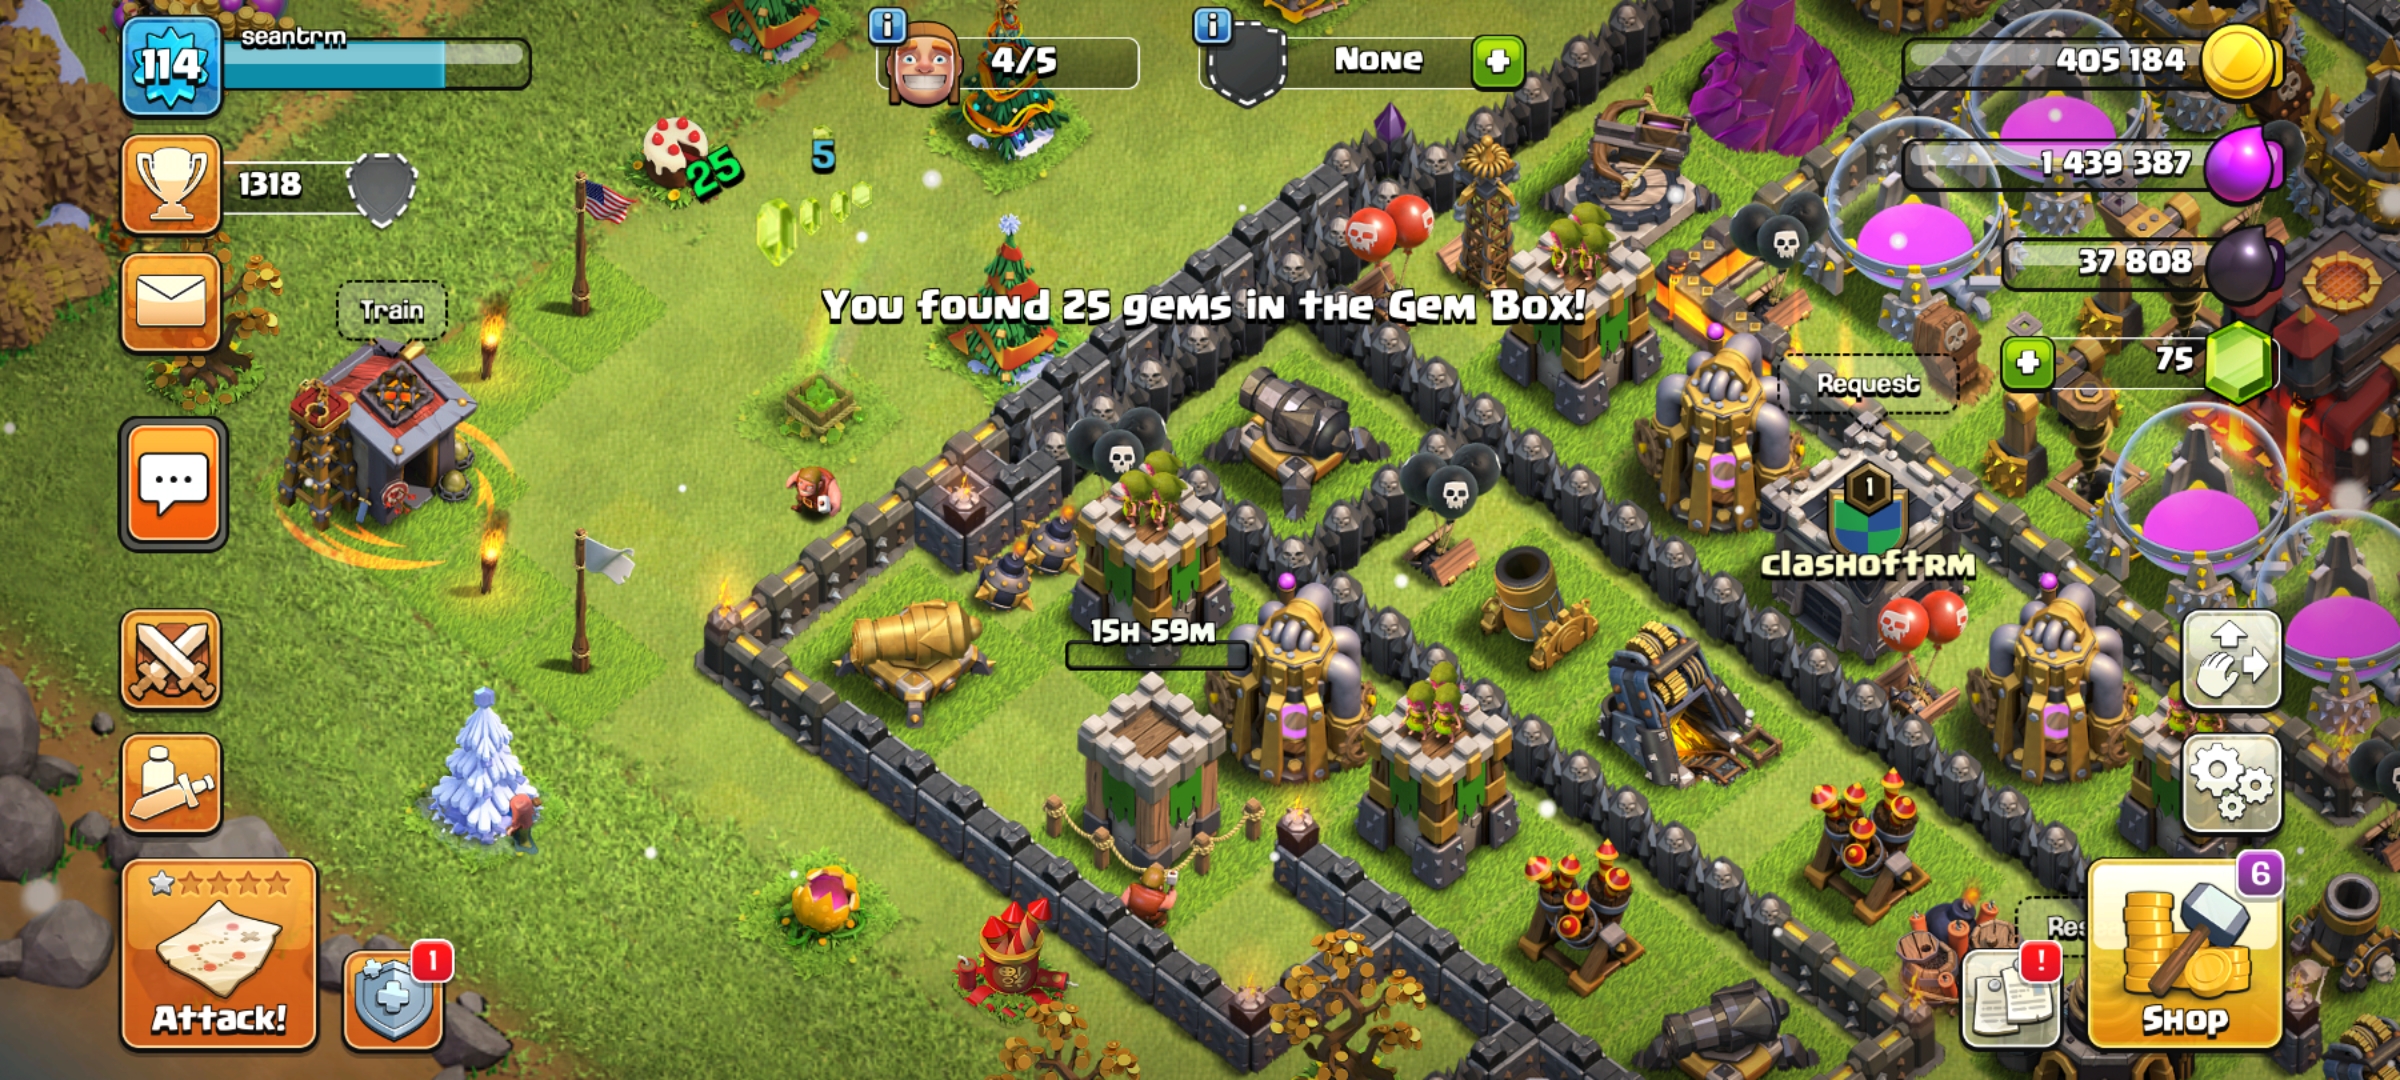 114
seantrm
4/5
None
405 184
1318
25
5
1 439 387
37 808
Train
You found 25 gems in the Gem Box!
75
Request
1
clashoftRM
15H 59M
6
1
Attack!
!
Shop